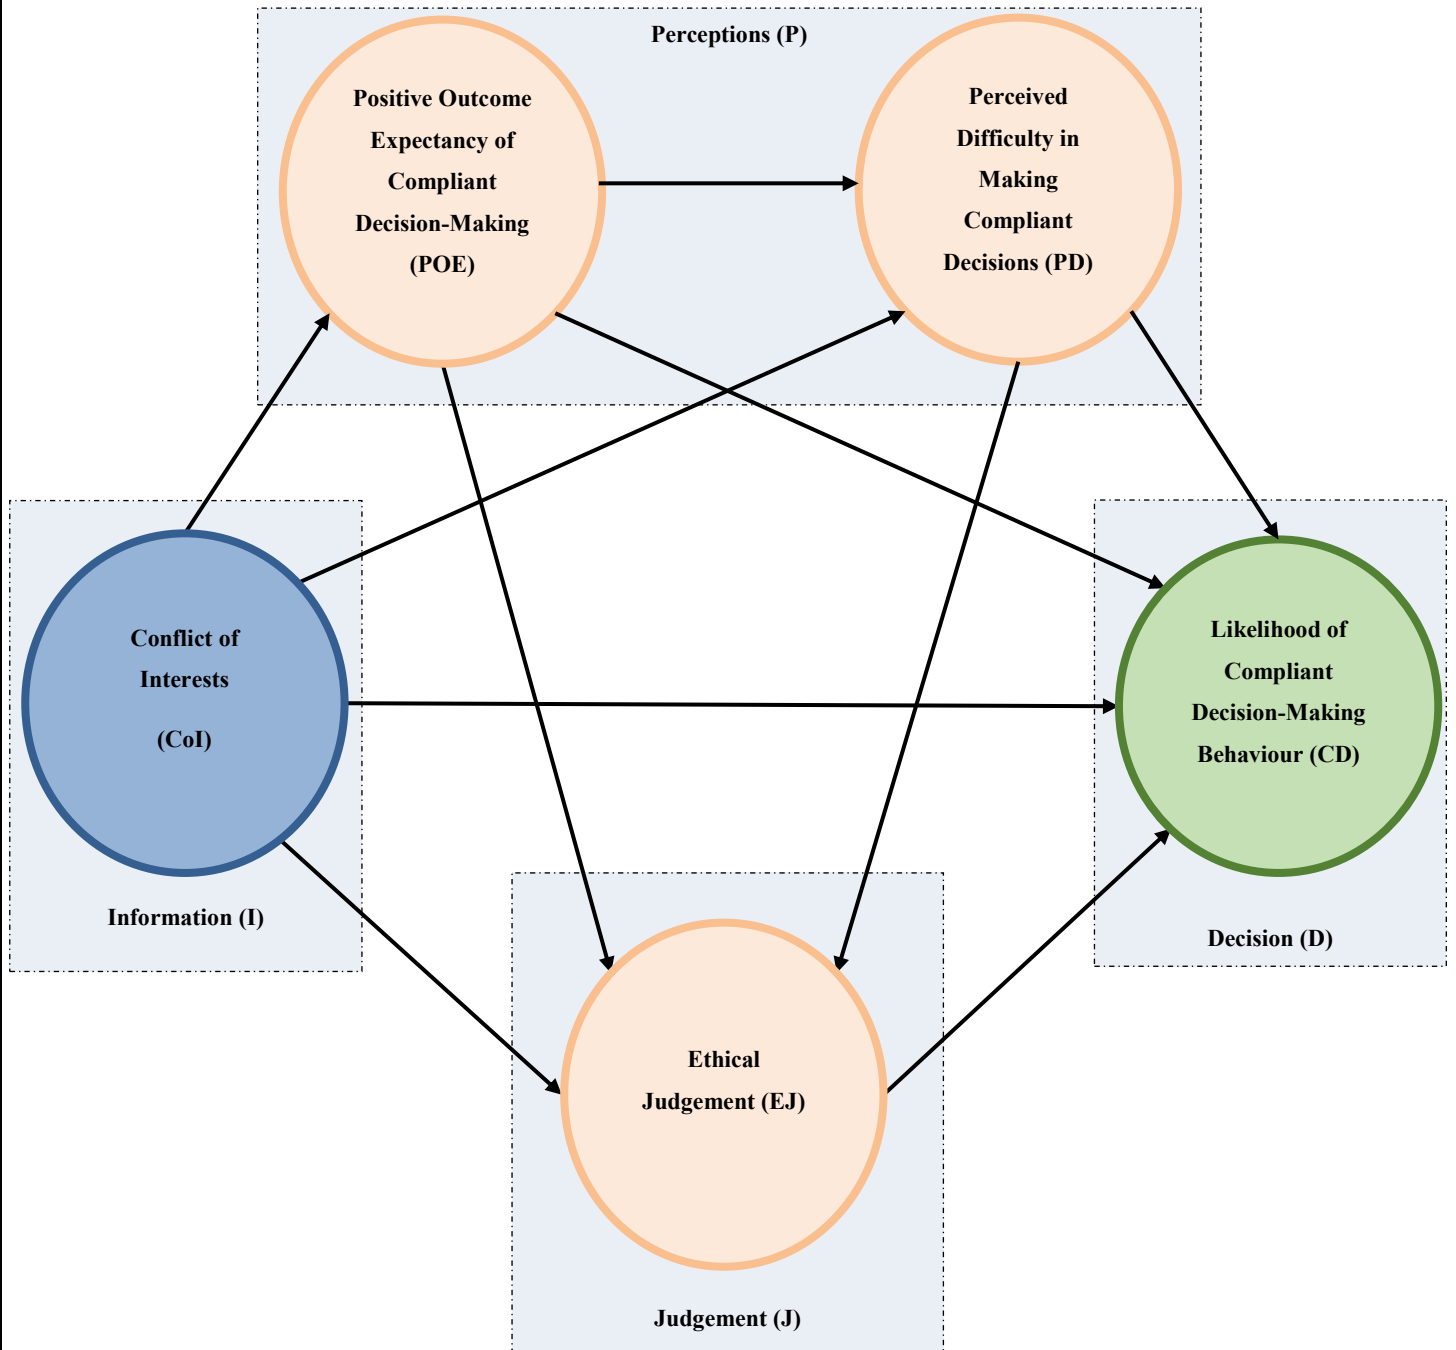 Perceptions (P)
Positive Outcome
Expectancy of
Compliant
Decision-Making
(POE)
Perceived
Difficulty in
Making
Compliant
Decisions (PD)
Conflict of
Interests
(CoI)
Information (I)
Likelihood of
Compliant
Decision-Making
Behaviour (CD)
Decision (D)
Ethical
Judgement (EJ)
Judgement (J)